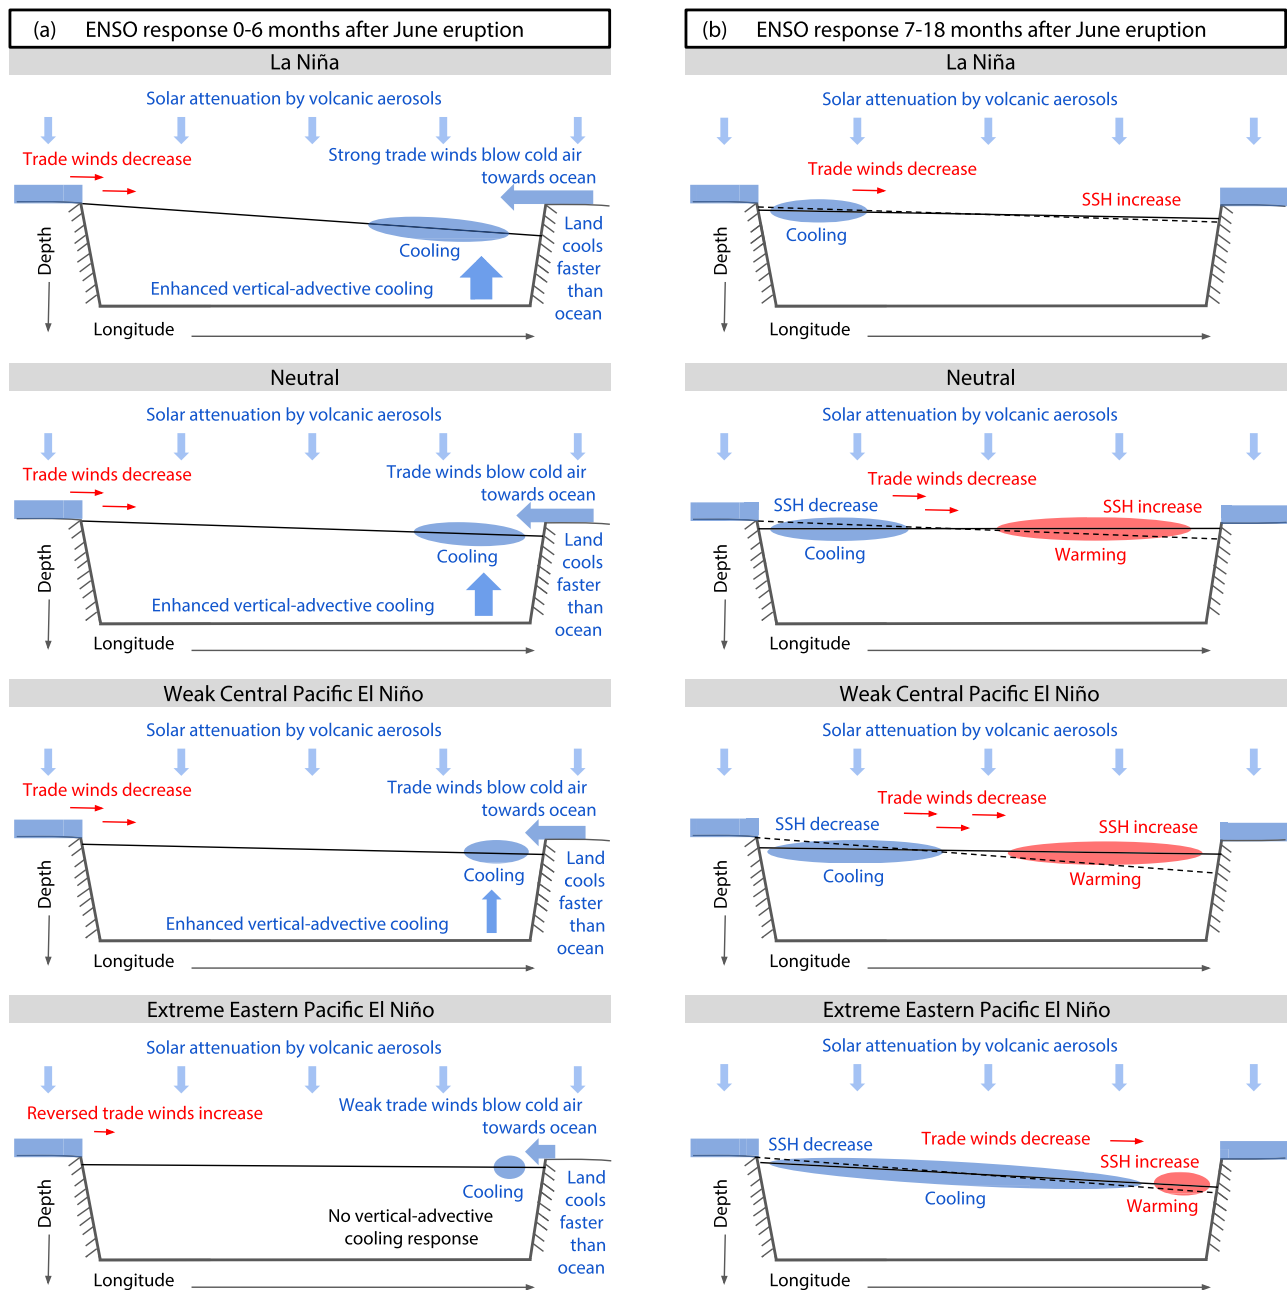 (a) ENSO response 0-6 months after June eruption
La Niña
Solar attenuation by volcanic aerosols
Trade winds decrease
Strong trade winds blow cold air
towards ocean
Land
cools
faster
than
ocean
Cooling
Enhanced vertical-advective cooling
Depth
Longitude
Neutral
Solar attenuation by volcanic aerosols
Trade winds decrease
Trade winds blow cold air
towards ocean
Land
cools
faster
than
ocean
Cooling
Enhanced vertical-advective cooling
Depth
Longitude
Weak Central Pacific El Niño
Solar attenuation by volcanic aerosols
Trade winds decrease
Trade winds blow cold air
towards ocean
Land
cools
faster
than
ocean
Cooling
Enhanced vertical-advective cooling
Depth
Longitude
Extreme Eastern Pacific El Niño
Solar attenuation by volcanic aerosols
Reversed trade winds increase
Weak trade winds blow cold air
towards ocean
Land
cools
faster
than
ocean
Cooling
No vertical-advective
cooling response
Depth
Longitude
(b) ENSO response 7-18 months after June eruption
La Niña
Solar attenuation by volcanic aerosols
Trade winds decrease
SSH increase
Cooling
Depth
Longitude
Neutral
Solar attenuation by volcanic aerosols
Trade winds decrease
SSH decrease
SSH increase
Cooling
Warming
Depth
Longitude
Weak Central Pacific El Niño
Solar attenuation by volcanic aerosols
Trade winds decrease
SSH decrease
SSH increase
Cooling
Warming
Depth
Longitude
Extreme Eastern Pacific El Niño
Solar attenuation by volcanic aerosols
Trade winds decrease
SSH decrease
SSH increase
Cooling
Warming
Depth
Longitude